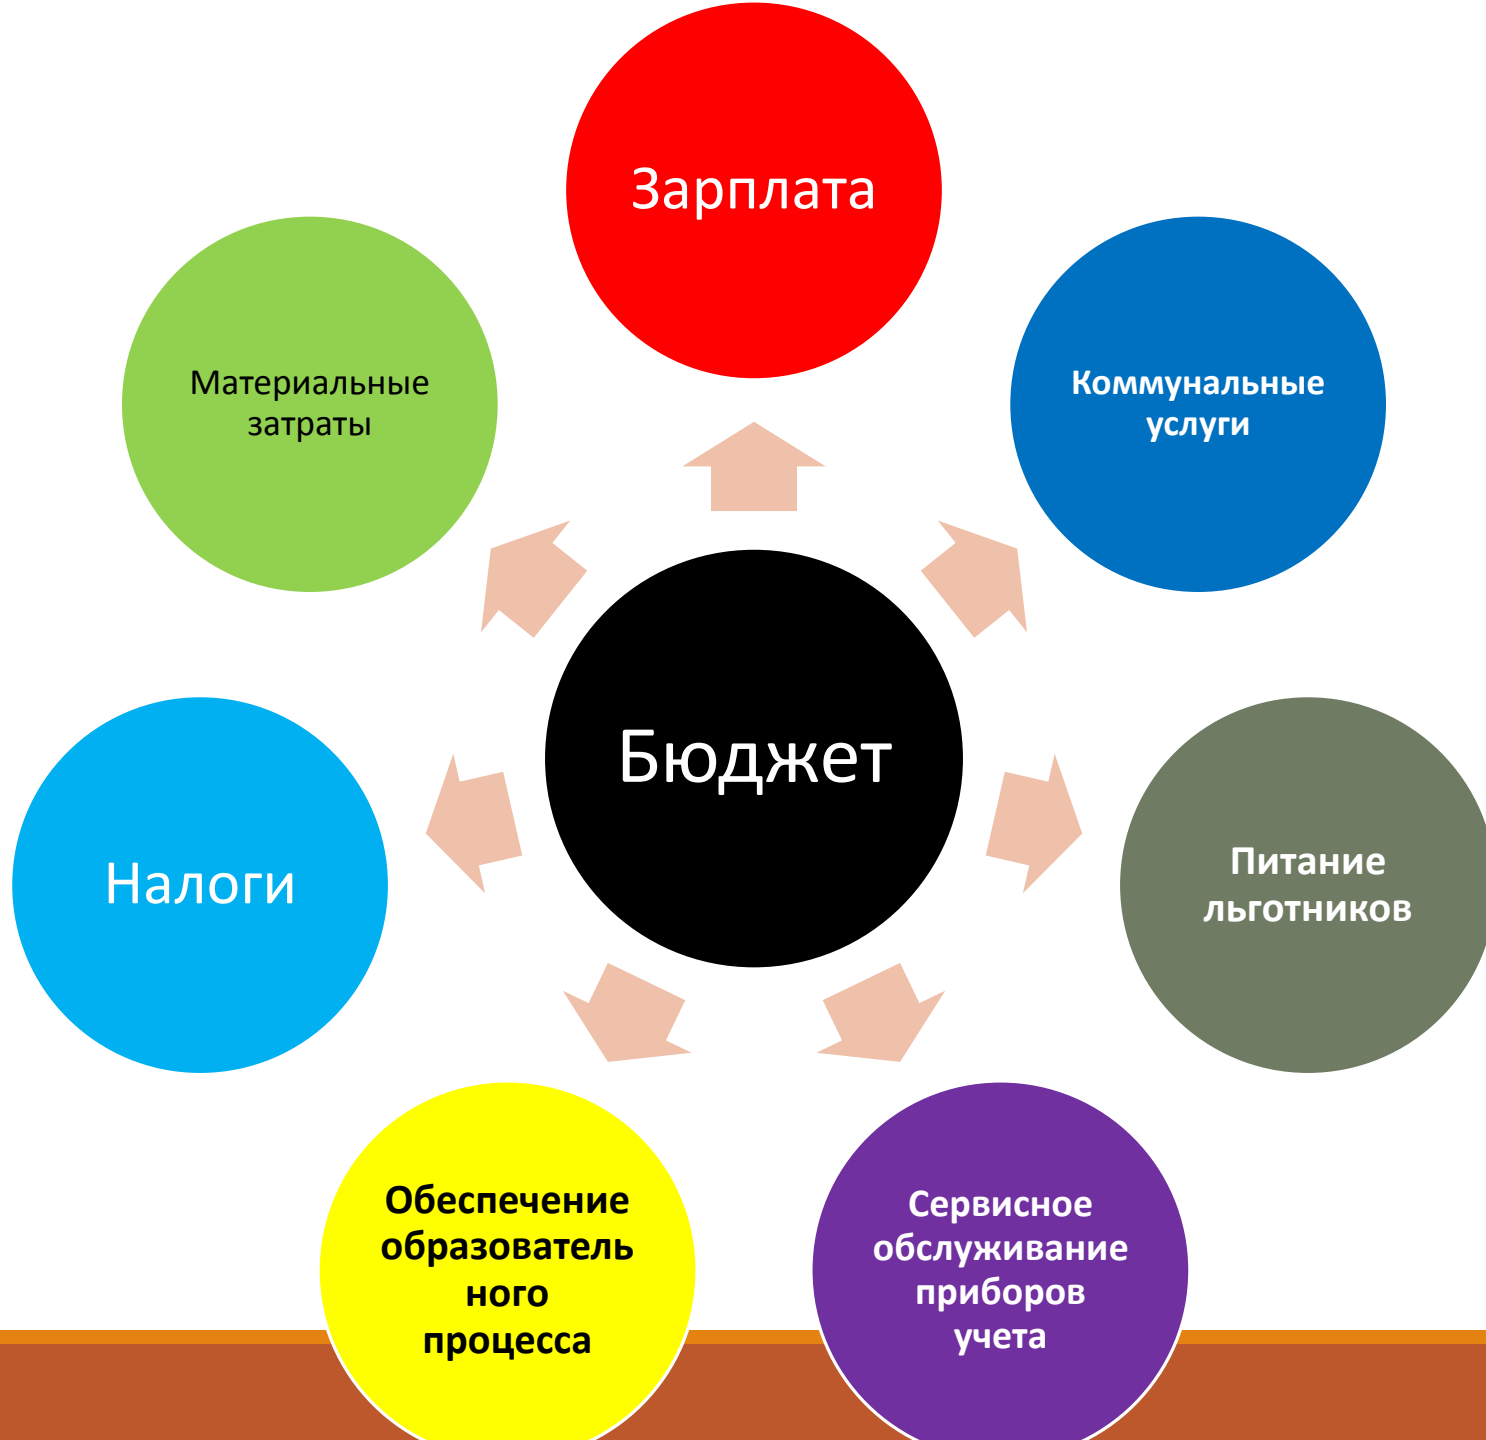 Зарплата
Материальные
затраты
Коммунальные
услуги
Бюджет
Налоги
Питание
льготников
Обеспечение
образователь
ного
процесса
Сервисное
обслуживание
приборов
учета